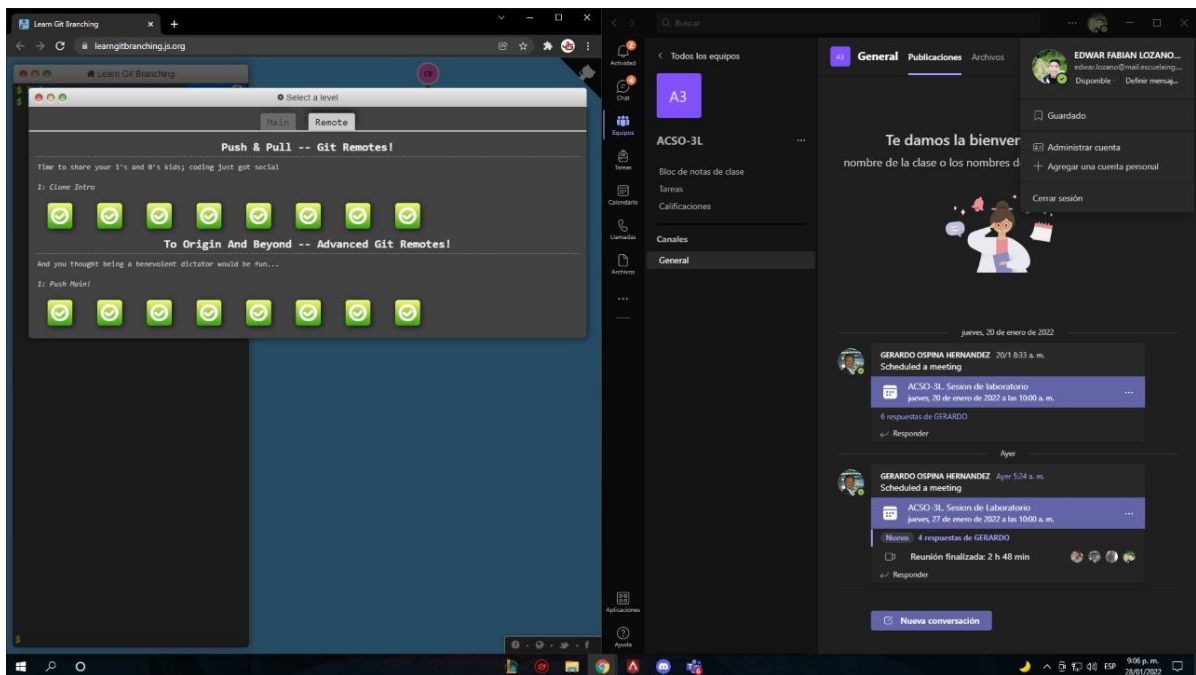 Learn Git Branching
learngitbranching.js.org
Learn Git Branching
Select a level
Main
Remote
Push & Pull -- Git Remotes!
Time to share your 1's and 0's kids; coding just got social
1: Clone Intro
To Origin And Beyond -- Advanced Git Remotes!
And you thought being a benevolent dictator would be fun...
1: Push Main!
$
Buscar
2
Actividad
4
Chat
Equipos
Tareas
Calendario
Llamadas
Archivos
Aplicaciones
Ayuda
Todos los equipos
A3
ACSO-3L
Bloc de notas de clase
Tareas
Calificaciones
Canales
General
A3 General Publicaciones Archivos
EDWAR FABIAN LOZANO...
edwar.lozano@mail.escuelaing....
Disponible
Definir mensaj...
Guardado
Administrar cuenta
Agregar una cuenta personal
Cerrar sesión
Te damos la bienven
nombre de la clase o los nombres d
jueves, 20 de enero de 2022
GERARDO OSPINA HERNANDEZ 20/1 8:33 a. m.
Scheduled a meeting
ACSO-3L. Sesion de laboratorio
jueves, 20 de enero de 2022 a las 10:00 a. m.
6 respuestas de GERARDO
Responder
Ayer
GERARDO OSPINA HERNANDEZ Ayer 5:24 a. m.
Scheduled a meeting
ACSO-3L. Sesion de Laboratorio
jueves, 27 de enero de 2022 a las 10:00 a. m.
Nuevo 4 respuestas de GERARDO
Reunión finalizada: 2 h 48 min
Responder
Nueva conversación
ESP
9:06 p. m.
28/01/2022